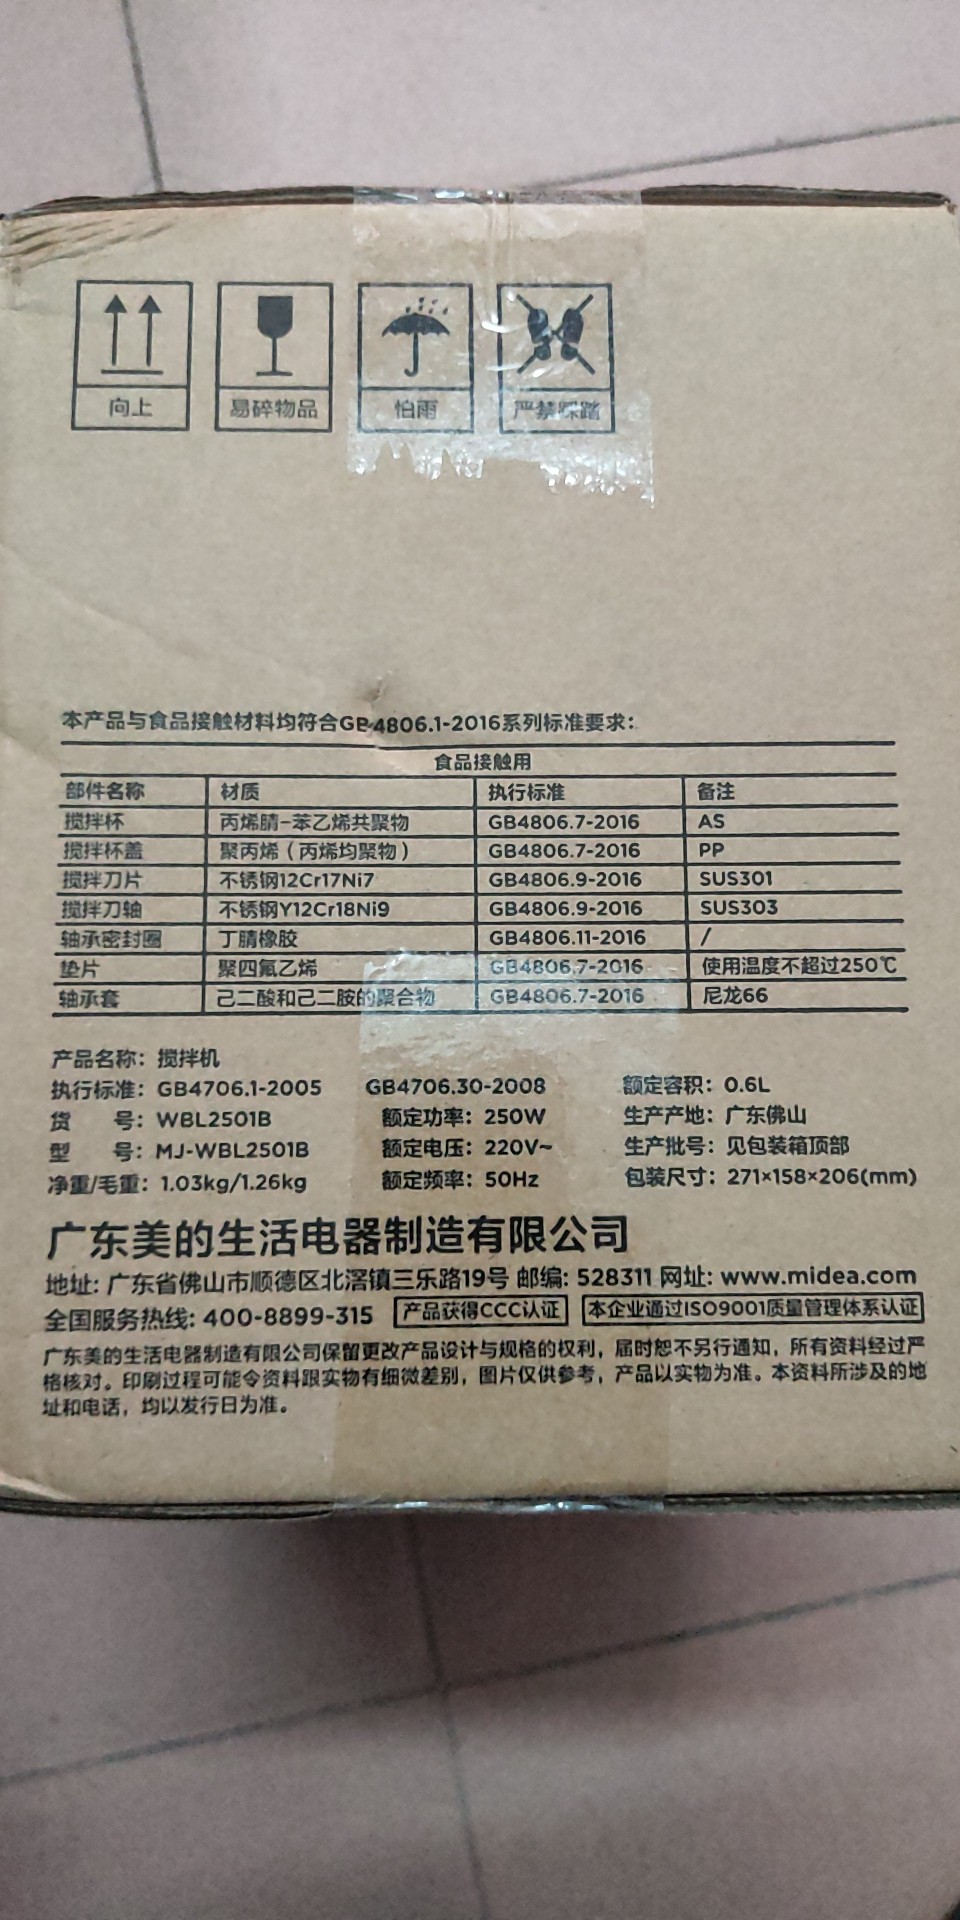 向上 易碎物品 怕雨 严禁踩踏
本产品与食品接触材料均符合GB4806.1-2016系列标准要求：
食品接触用
部件名称 材质 执行标准 备注
搅拌杯 丙烯腈-苯乙烯共聚物 GB4806.7-2016 AS
搅拌杯盖 聚丙烯（丙烯均聚物） GB4806.7-2016 PP
搅拌刀片 不锈钢12Cr17Ni7 GB4806.9-2016 SUS301
搅拌刀轴 不锈钢Y12Cr18Ni9 GB4806.9-2016 SUS303
轴承密封圈 丁腈橡胶 GB4806.11-2016 /
垫片 聚四氟乙烯 GB4806.7-2016 使用温度不超过250℃
轴承套 己二酸和己二胺的聚合物 GB4806.7-2016 尼龙66
产品名称：搅拌机
执行标准：GB4706.1-2005 GB4706.30-2008 额定容积：0.6L
货 号：WBL2501B 额定功率：250W 生产产地：广东佛山
型 号：MJ-WBL2501B 额定电压：220V~ 生产批号：见包装箱顶部
净重/毛重：1.03kg/1.26kg 额定频率：50Hz 包装尺寸：271×158×206(mm)
广东美的生活电器制造有限公司
地址：广东省佛山市顺德区北滘镇三乐路19号 邮编：528311 网址：www.midea.com
全国服务热线：400-8899-315 产品获得CCC认证 本企业通过ISO9001质量管理体系认证
广东美的生活电器制造有限公司保留更改产品设计与规格的权利，届时恕不另行通知，所有资料经过严
格核对。印刷过程可能令资料跟实物有细微差别，图片仅供参考，产品以实物为准。本资料所涉及的地
址和电话，均以发行日为准。